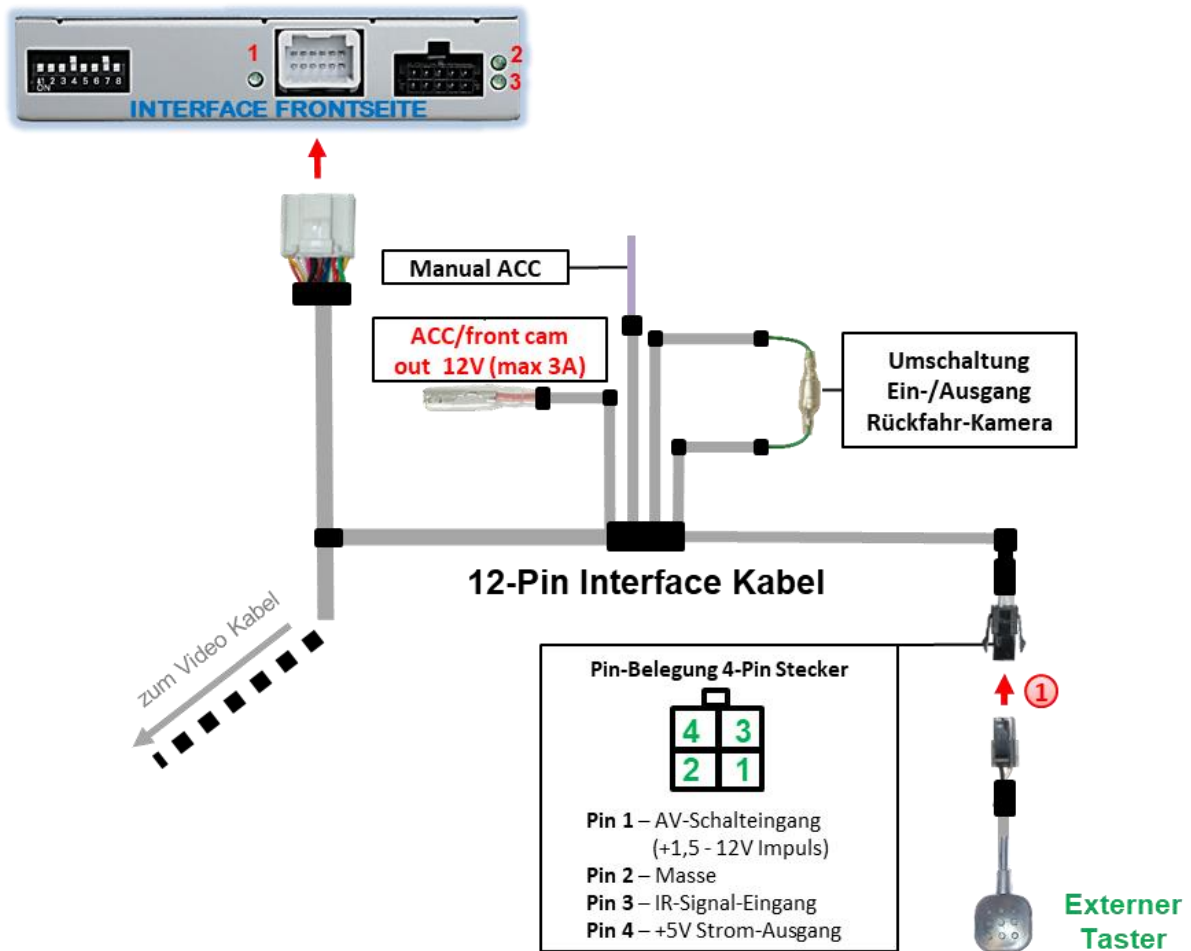 1
2
3
1 2 3 4 5 6 7 8
ON
INTERFACE FRONTSEITE
Manual ACC
ACC/front cam
out 12V (max 3A)
Umschaltung
Ein-/Ausgang
Rückfahr-Kamera
12-Pin Interface Kabel
zum Video Kabel
Pin-Belegung 4-Pin Stecker
4 3
2 1
Pin 1 – AV-Schalteingang
(+1,5 - 12V Impuls)
Pin 2 – Masse
Pin 3 – IR-Signal-Eingang
Pin 4 – +5V Strom-Ausgang
1
Externer
Taster